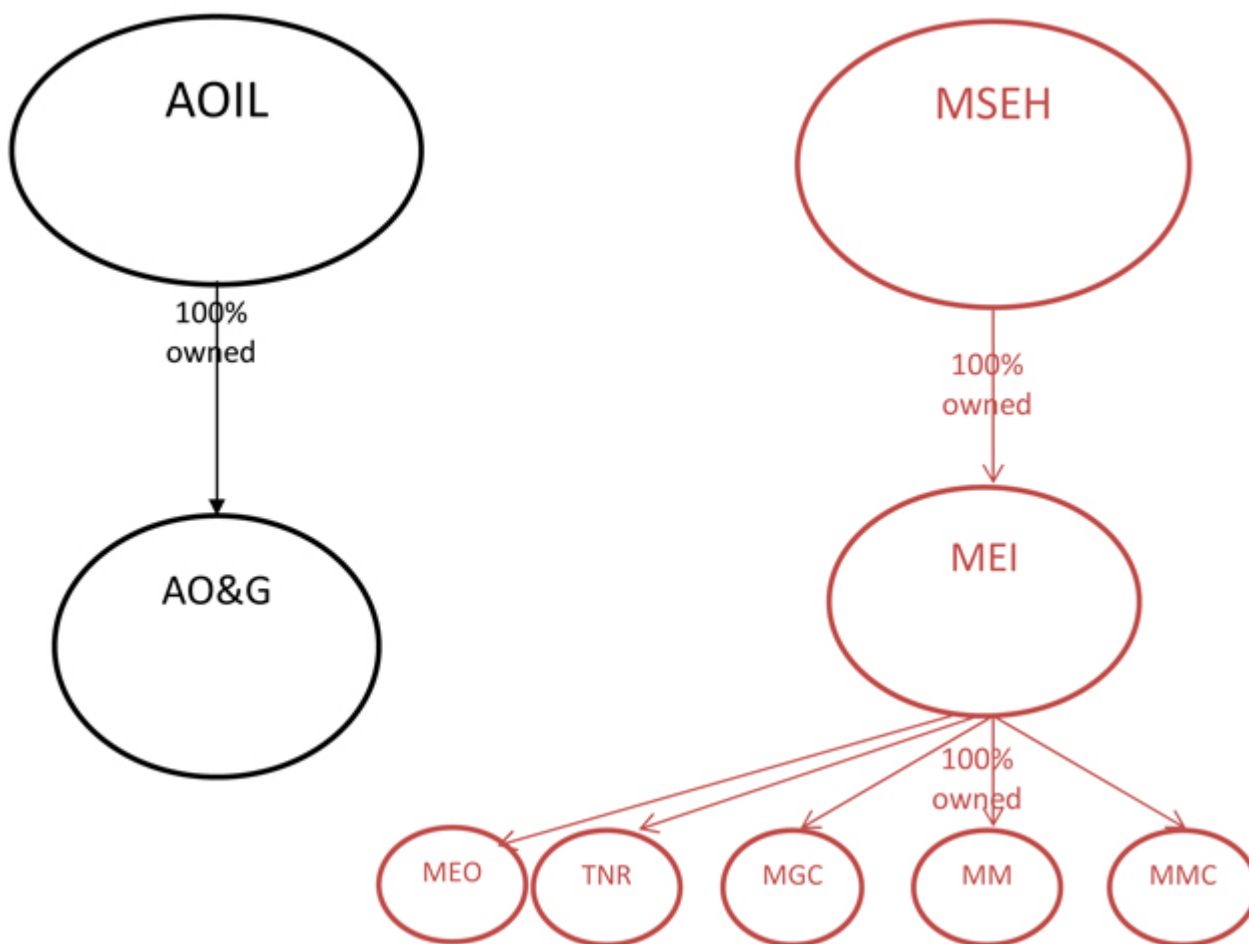 AOIL
MSEH
100%
owned
100%
owned
AO&G
MEI
100%
owned
MEO
TNR
MGC
MM
MMC